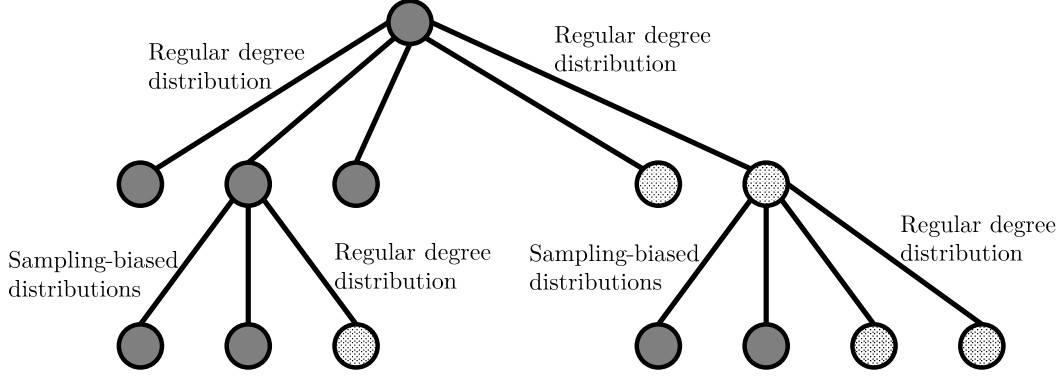 Regular degree
distribution
Regular degree
distribution
Sampling-biased
distributions
Regular degree
distribution
Sampling-biased
distributions
Regular degree
distribution